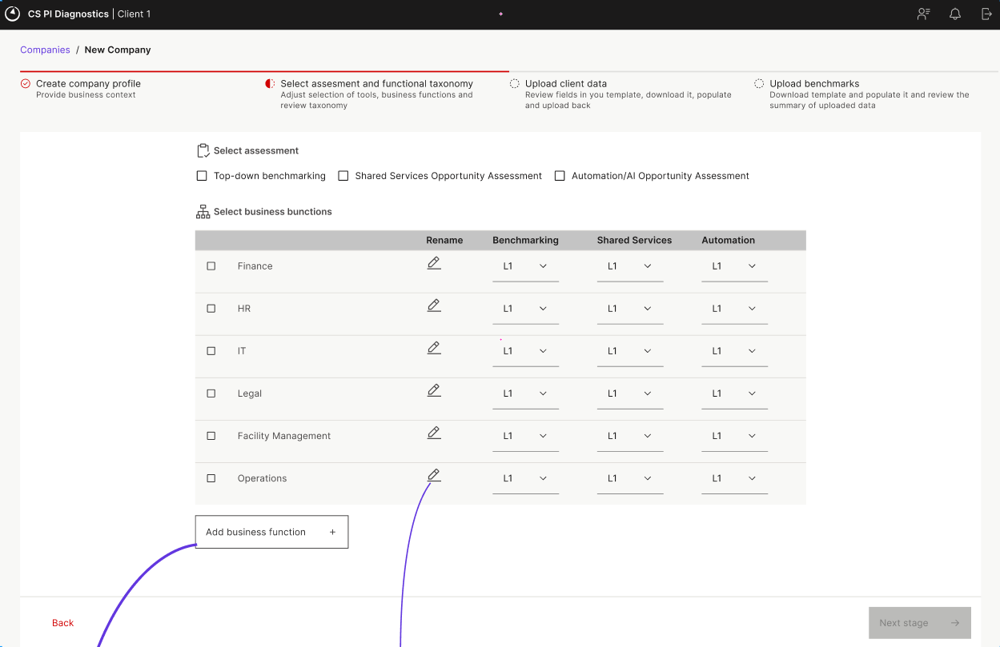 CS PI Diagnostics | Client 1
Companies / New Company
Create company profile
Provide business context
Select assesment and functional taxonomy
Adjust selection of tools, business functions and
review taxonomy
Upload client data
Review fields in you template, download it, populate
and upload back
Upload benchmarks
Download template and populate it and review the
summary of uploaded data
Select assessment
Top-down benchmarking Shared Services Opportunity Assessment Automation/AI Opportunity Assessment
Select business bunctions
Rename Benchmarking Shared Services Automation
Finance L1 L1 L1
HR L1 L1 L1
IT L1 L1 L1
Legal L1 L1 L1
Facility Management L1 L1 L1
Operations L1 L1 L1
Add business function +
Back
Next stage